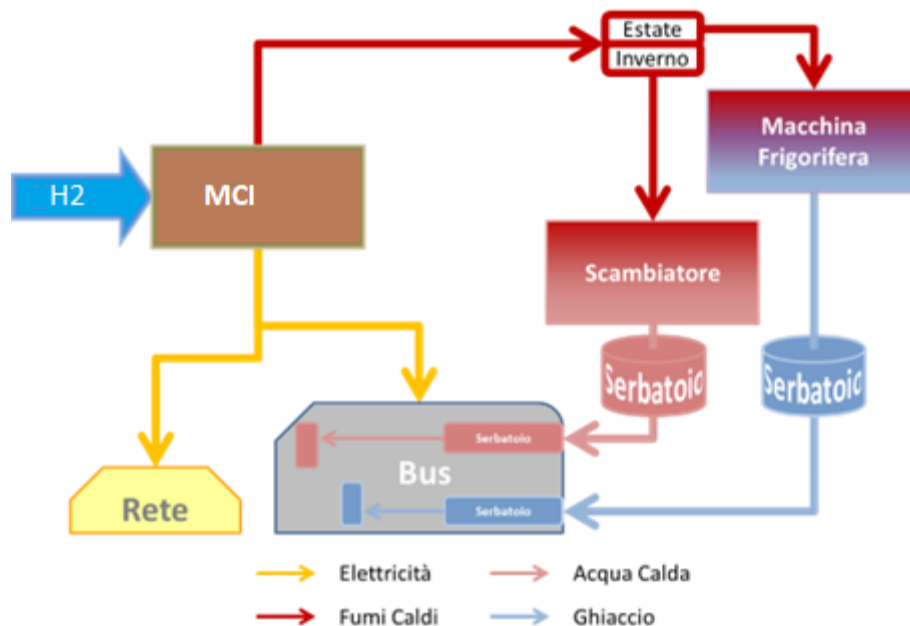 Estate
Inverno
Macchina
Frigorifera
H2
MCI
Scambiatore
Serbatoio
Serbatoio
Serbatoio
Bus
Serbatoio
Rete
Elettricità
Acqua Calda
Fumi Caldi
Ghiaccio